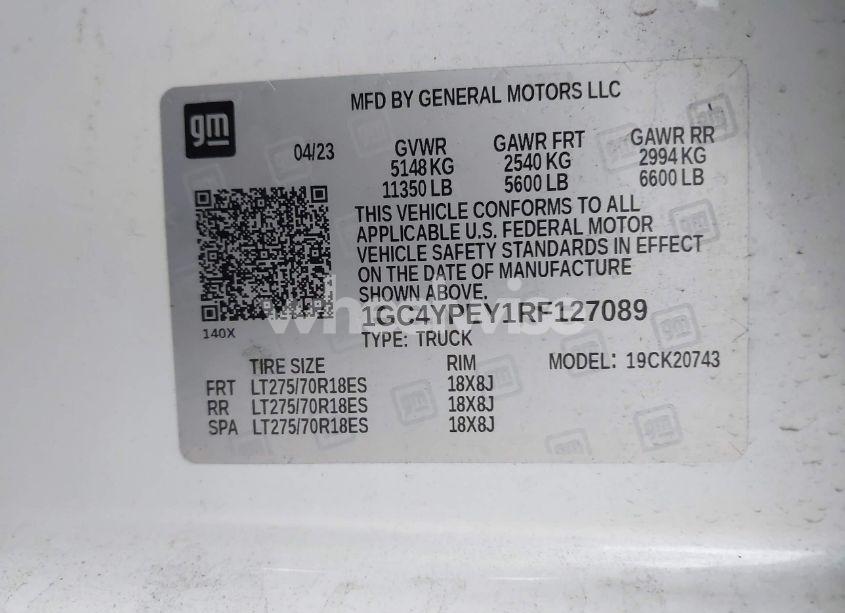 gm
MFD BY GENERAL MOTORS LLC
04/23 GVWR GAWR FRT GAWR RR
5148 KG 2540 KG 2994 KG
11350 LB 5600 LB 6600 LB
THIS VEHICLE CONFORMS TO ALL
APPLICABLE U.S. FEDERAL MOTOR
VEHICLE SAFETY STANDARDS IN EFFECT
ON THE DATE OF MANUFACTURE
SHOWN ABOVE.
1GC4YPEY1RF127089
140X
TYPE: TRUCK
TIRE SIZE RIM MODEL: 19CK20743
FRT LT275/70R18ES 18X8J
RR LT275/70R18ES 18X8J
SPA LT275/70R18ES 18X8J